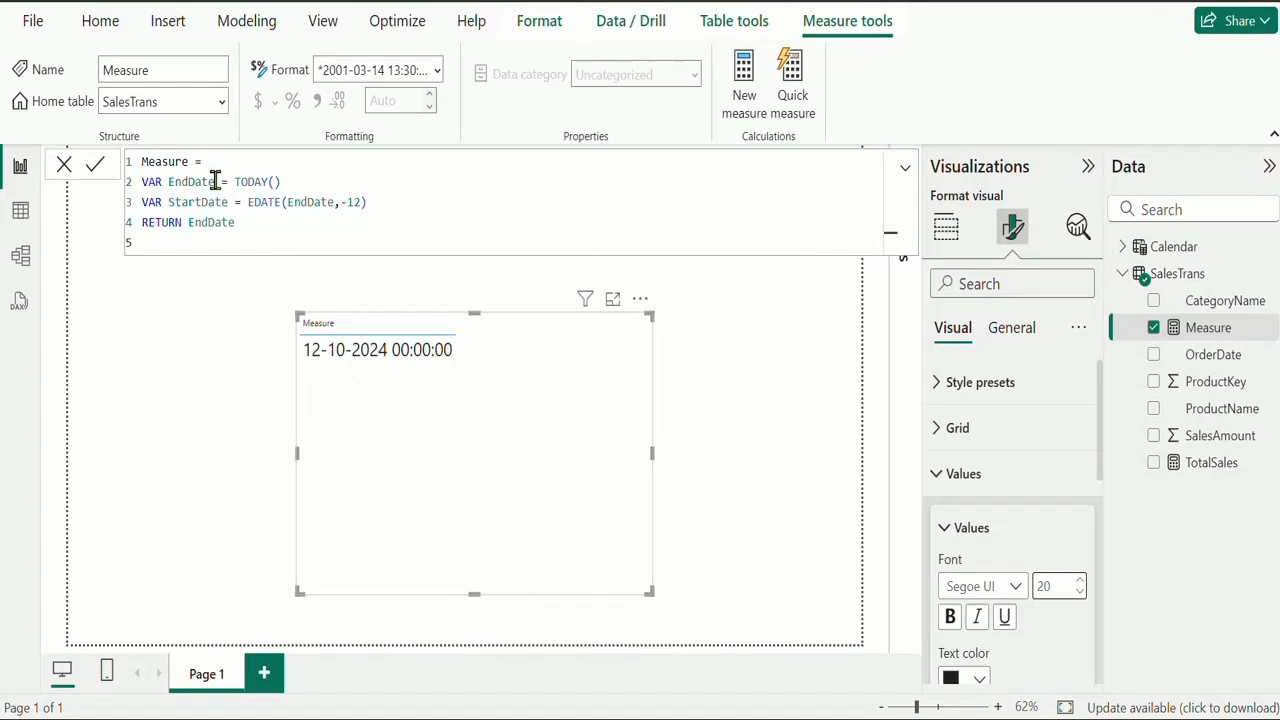 File Home Insert Modeling View Optimize Help Format Data / Drill Table tools Measure tools Share
Name Measure
Home table SalesTrans
Structure
$% Format *2001-03-14 13:30:...
$ % Auto
Formatting
Data category Uncategorized
Properties
New measure
Quick measure
Calculations
1 Measure =
2 VAR EndDate = TODAY()
3 VAR StartDate = EDATE(EndDate,-12)
4 RETURN EndDate
5
Measure
12-10-2024 00:00:00
Visualizations
Format visual
Search
Visual General ...
Style presets
Grid
Values
Values
Font
Segoe UI 20
B I U
Text color
Data
Search
Calendar
SalesTrans
CategoryName
Measure
OrderDate
ProductKey
ProductName
SalesAmount
TotalSales
DAX
Page 1 +
Page 1 of 1
- + 62% Update available (click to download)